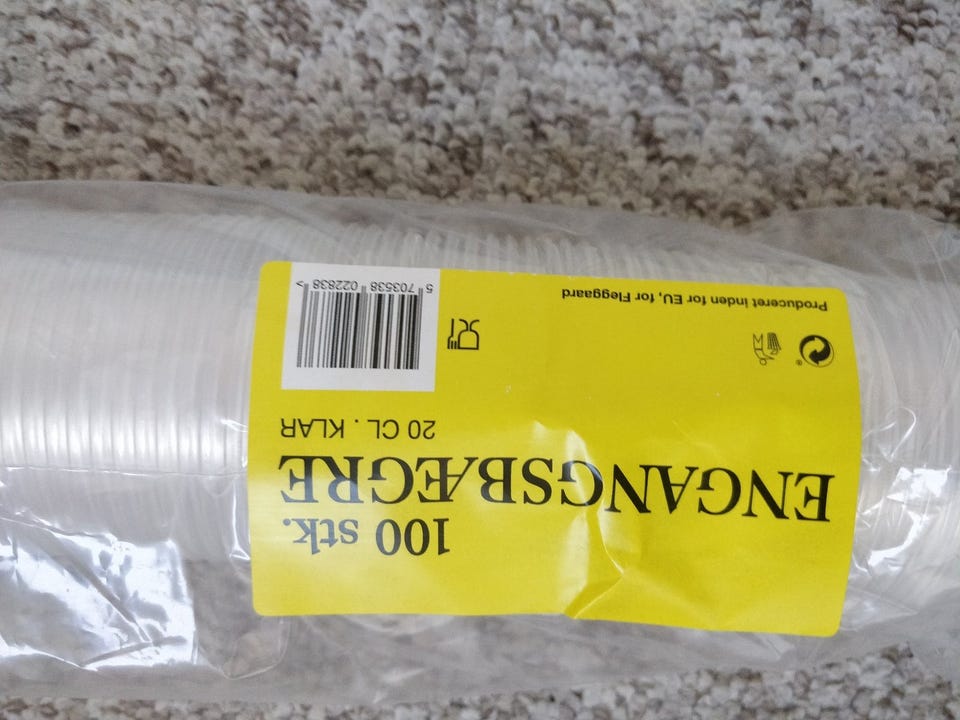 100 stk.
ENGANGSBÆGRE
20 CL . KLAR
®
Produceret inden for EU, for Fleggaard
5 703538 022838 >